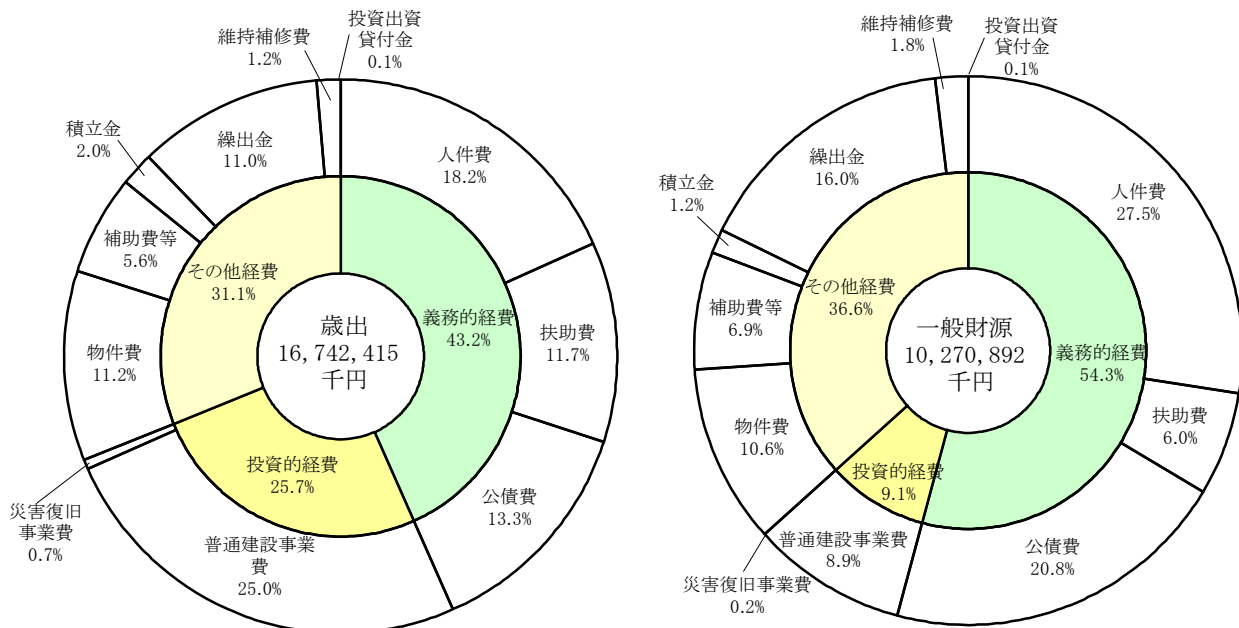 投資出資
貸付金
0.1%
維持補修費
1.2%
積立金
2.0%
繰出金
11.0%
人件費
18.2%
補助費等
5.6%
その他経費
31.1%
義務的経費
43.2%
扶助費
11.7%
歳出
16,742,415
千円
物件費
11.2%
投資的経費
25.7%
公債費
13.3%
災害復旧
事業費
0.7%
普通建設事業
費
25.0%
維持補修費
1.8%
投資出資
貸付金
0.1%
繰出金
16.0%
人件費
27.5%
積立金
1.2%
補助費等
6.9%
その他経費
36.6%
一般財源
10,270,892
千円
義務的経費
54.3%
扶助費
6.0%
物件費
10.6%
投資的経費
9.1%
普通建設事業費
8.9%
公債費
20.8%
災害復旧事業費
0.2%